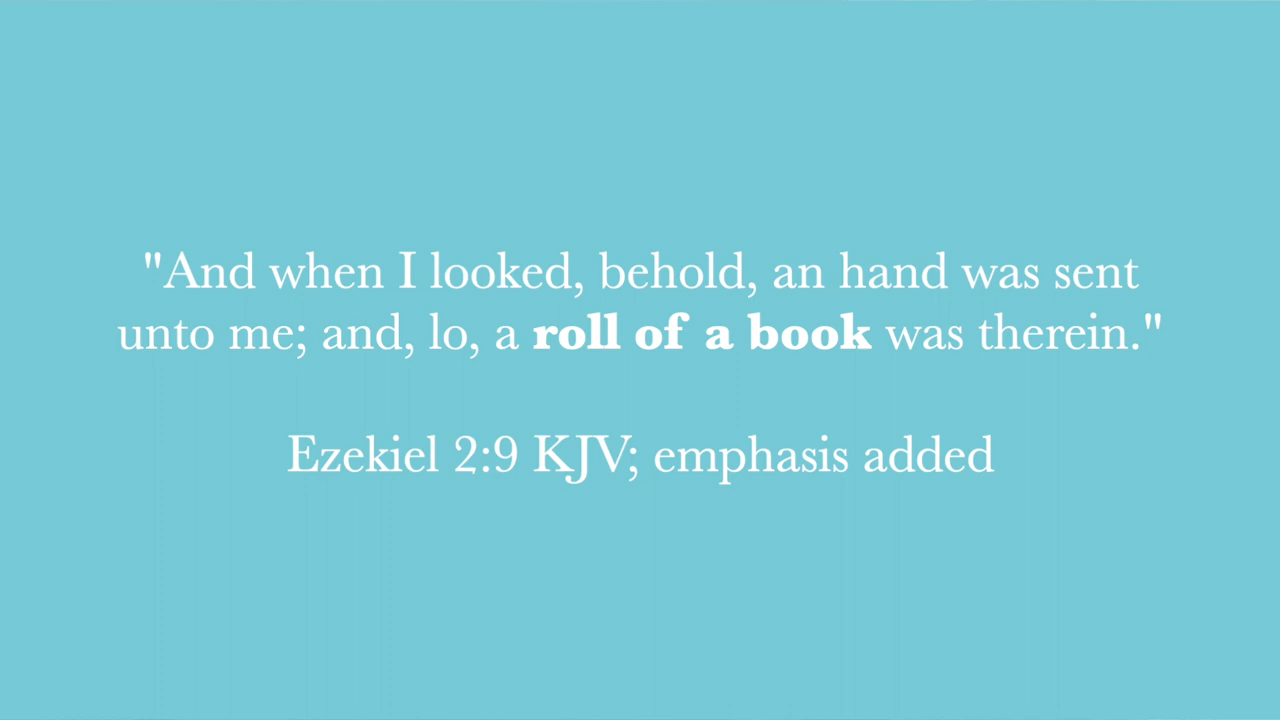 "And when I looked, behold, an hand was sent
unto me; and, lo, a roll of a book was therein."
Ezekiel 2:9 KJV; emphasis added